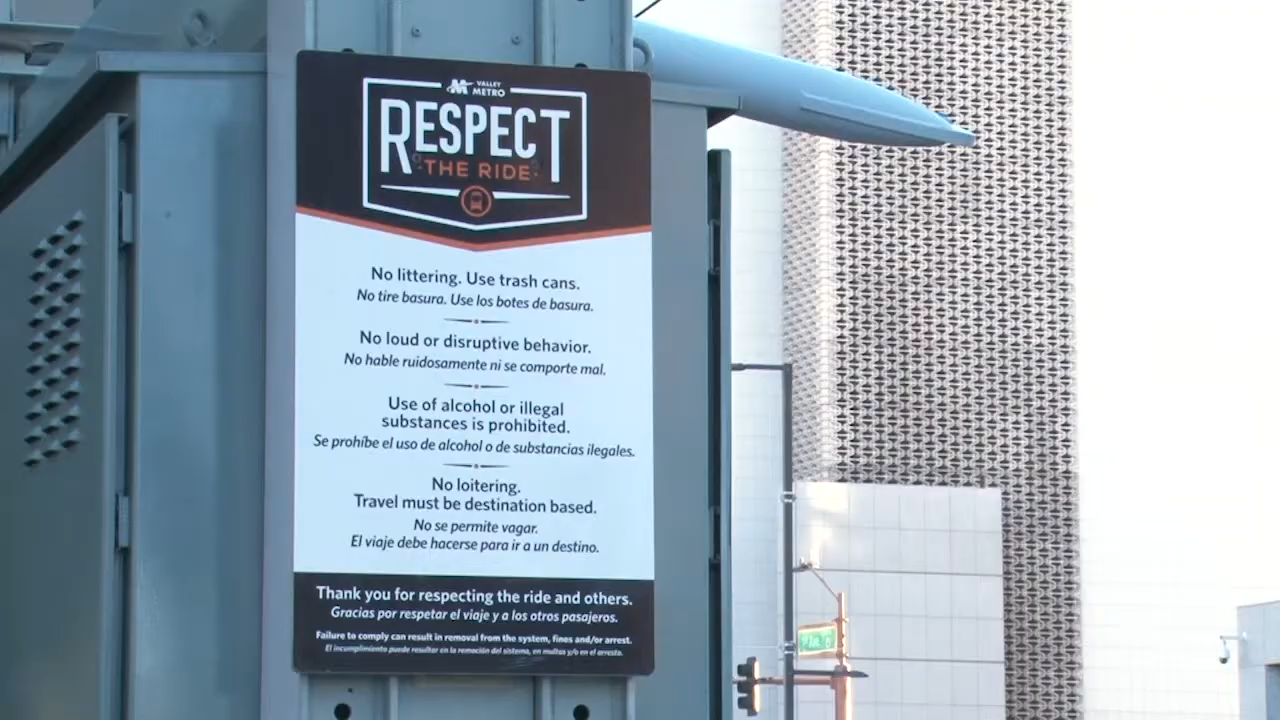 VALLEY
METRO
RESPECT
THE RIDE
No littering. Use trash cans.
No tire basura. Use los botes de basura.
No loud or disruptive behavior.
No hable ruidosamente ni se comporte mal.
Use of alcohol or illegal
substances is prohibited.
Se prohíbe el uso de alcohol o de substancias ilegales.
No loitering.
Travel must be destination based.
No se permite vagar.
El viaje debe hacerse para ir a un destino.
Thank you for respecting the ride and others.
Gracias por respetar el viaje y a los otros pasajeros.
Failure to comply can result in removal from the system, fines and/or arrest.
El incumplimiento puede resultar en la remoción del sistema, en multas y/o en el arresto.